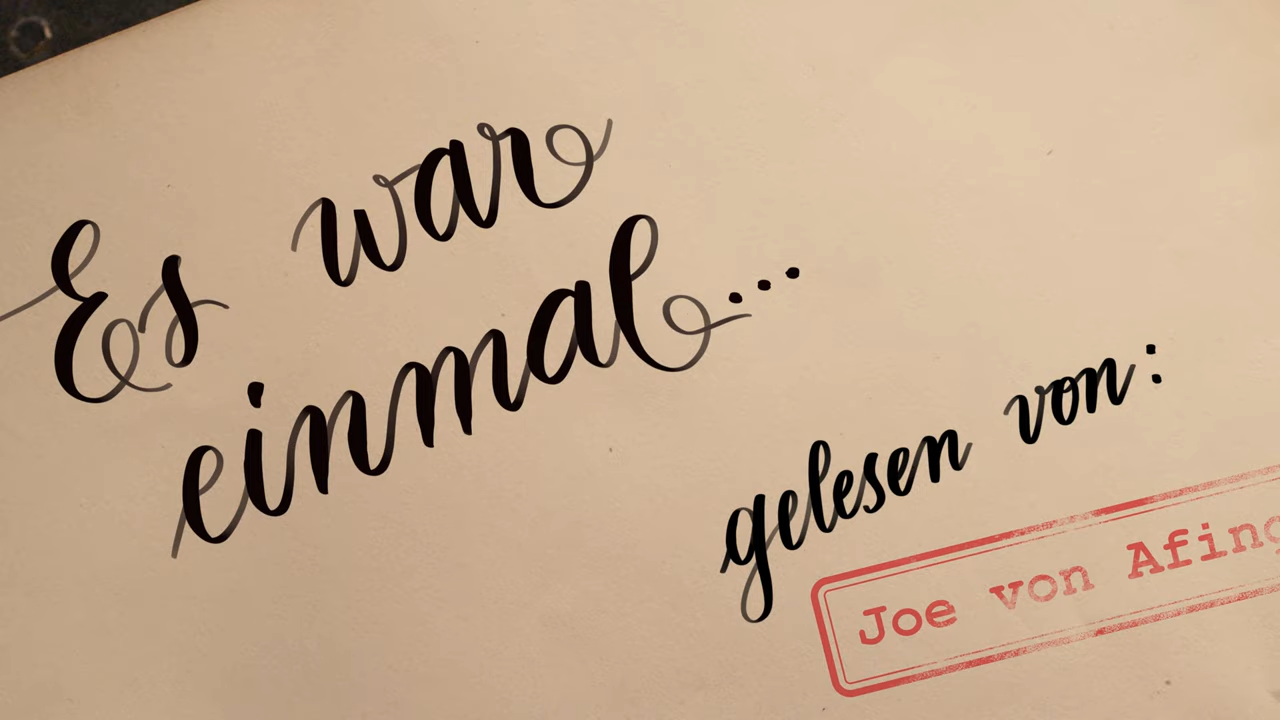 Es war
einmal...
gelesen von:
Joe von Afing